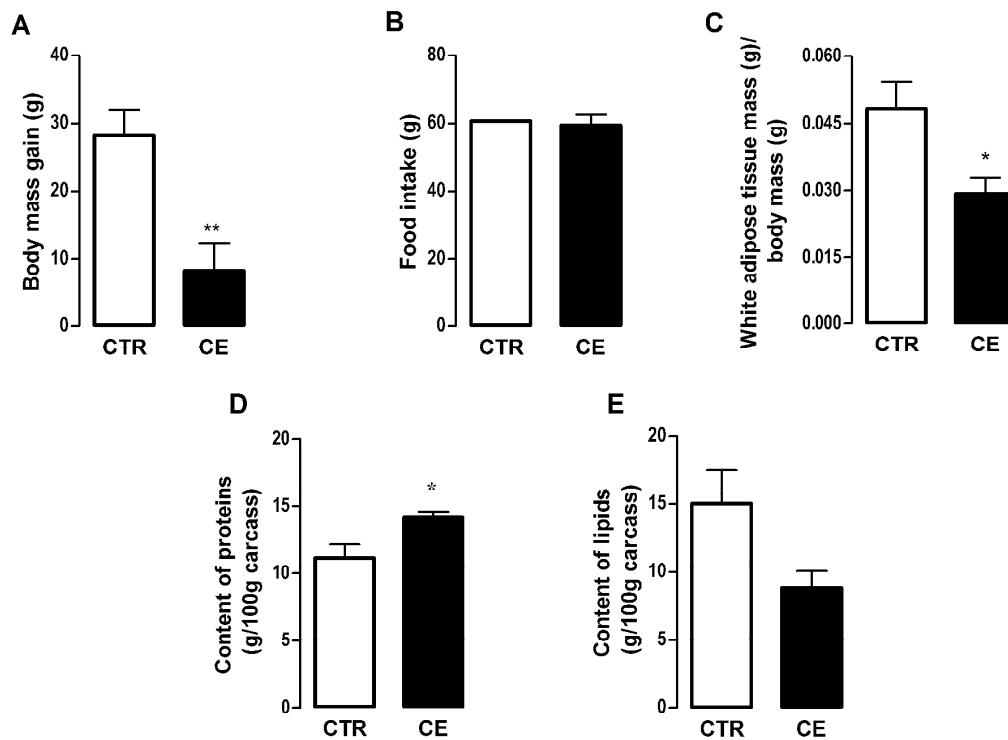 A
Body mass gain (g)
40
30
20
10
0
**
CTR CE
B
Food intake (g)
80
60
40
20
0
CTR CE
C
White adipose tissue mass (g)/
body mass (g)
0.060
0.045
0.030
0.015
0.000
*
CTR CE
D
Content of proteins
(g/100g carcass)
20
15
10
5
0
*
CTR CE
E
Content of lipids
(g/100g carcass)
20
15
10
5
0
CTR CE